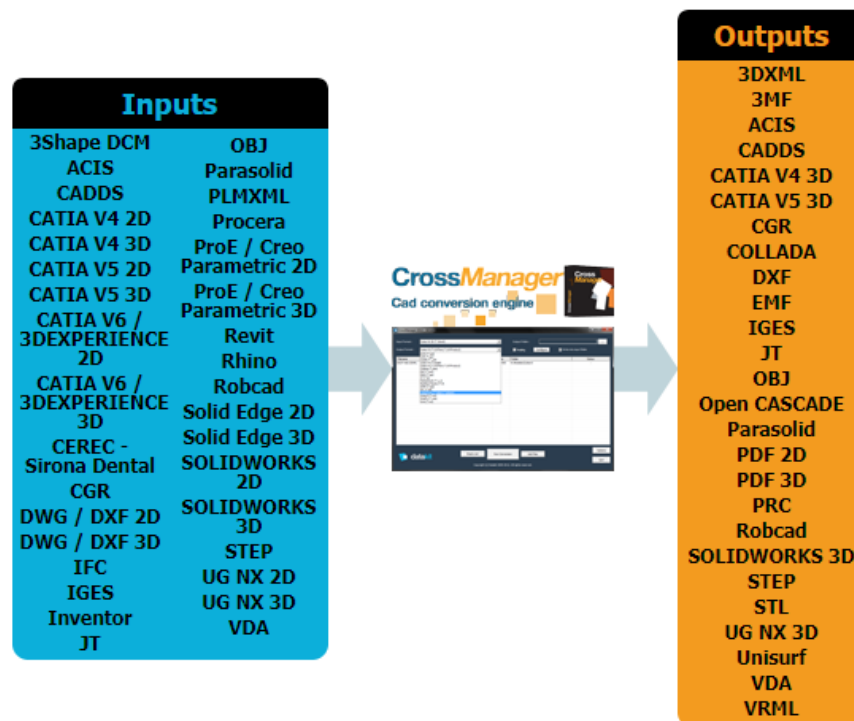 Inputs
3Shape DCM
ACIS
CADDS
CATIA V4 2D
CATIA V4 3D
CATIA V5 2D
CATIA V5 3D
CATIA V6 /
3DEXPERIENCE
2D
CATIA V6 /
3DEXPERIENCE
3D
CEREC -
Sirona Dental
CGR
DWG / DXF 2D
DWG / DXF 3D
IFC
IGES
Inventor
JT
OBJ
Parasolid
PLMXML
Procera
ProE / Creo
Parametric 2D
ProE / Creo
Parametric 3D
Revit
Rhino
Robcad
Solid Edge 2D
Solid Edge 3D
SOLIDWORKS
2D
SOLIDWORKS
3D
STEP
UG NX 2D
UG NX 3D
VDA
CrossManager
Cad conversion engine
Cross
Manager
Outputs
3DXML
3MF
ACIS
CADDS
CATIA V4 3D
CATIA V5 3D
CGR
COLLADA
DXF
EMF
IGES
JT
OBJ
Open CASCADE
Parasolid
PDF 2D
PDF 3D
PRC
Robcad
SOLIDWORKS 3D
STEP
STL
UG NX 3D
Unisurf
VDA
VRML